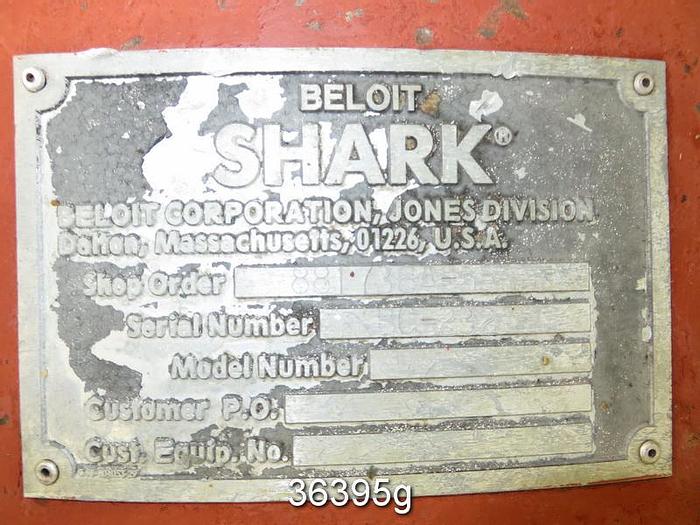 BELOIT
SHARK®
BELOIT CORPORATION, JONES DIVISION
Dalton, Massachusetts, 01226, U.S.A.
Shop Order
Serial Number
Model Number
Customer P.O.
Cust. Equip. No.
36395g